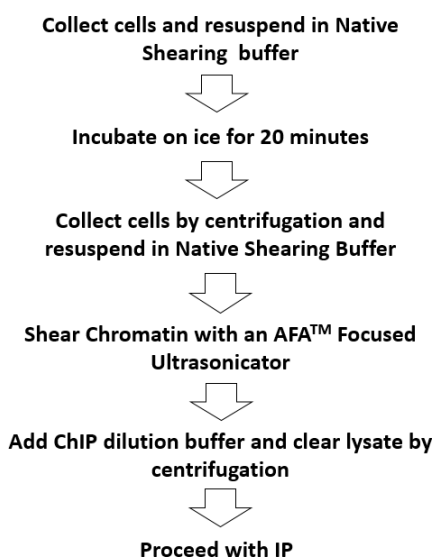 Collect cells and resuspend in Native
Shearing  buffer
Incubate on ice for 20 minutes
Collect cells by centrifugation and
resuspend in Native Shearing Buffer
Shear Chromatin with an AFA™ Focused
Ultrasonicator
Add ChIP dilution buffer and clear lysate by
centrifugation
Proceed with IP